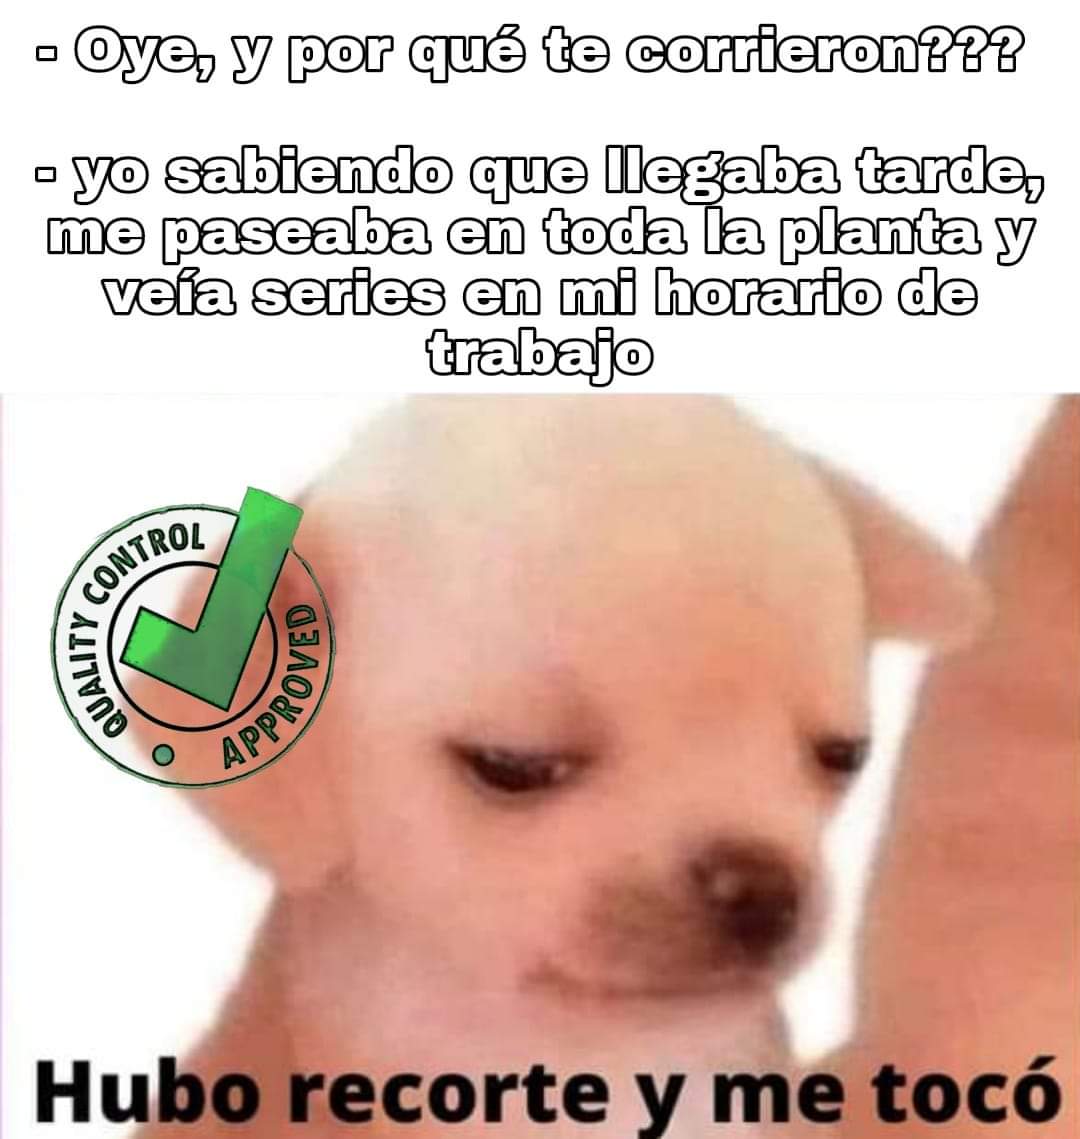 - Oye, y por qué te corrieron???
- yo sabiendo que llegaba tarde,
me paseaba en toda la planta y
veía series en mi horario de
trabajo
QUALITY CONTROL
APPROVED
Hubo recorte y me tocó